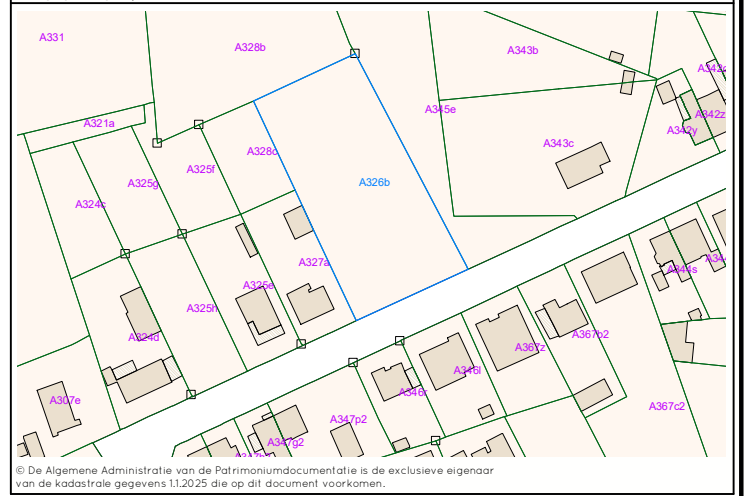 A331
A328b
A343b
A342c
A345e
A342z
A321a
A342y
A343c
A328c
A325f
A325g
A326b
A324c
A327a
A344s
A325e
A325h
A324d
A367b2
A367z
A346l
A346r
A307e
A367c2
A347p2
A347g2
© De Algemene Administratie van de Patrimoniumdocumentatie is de exclusieve eigenaar
van de kadastrale gegevens 1.1.2025 die op dit document voorkomen.